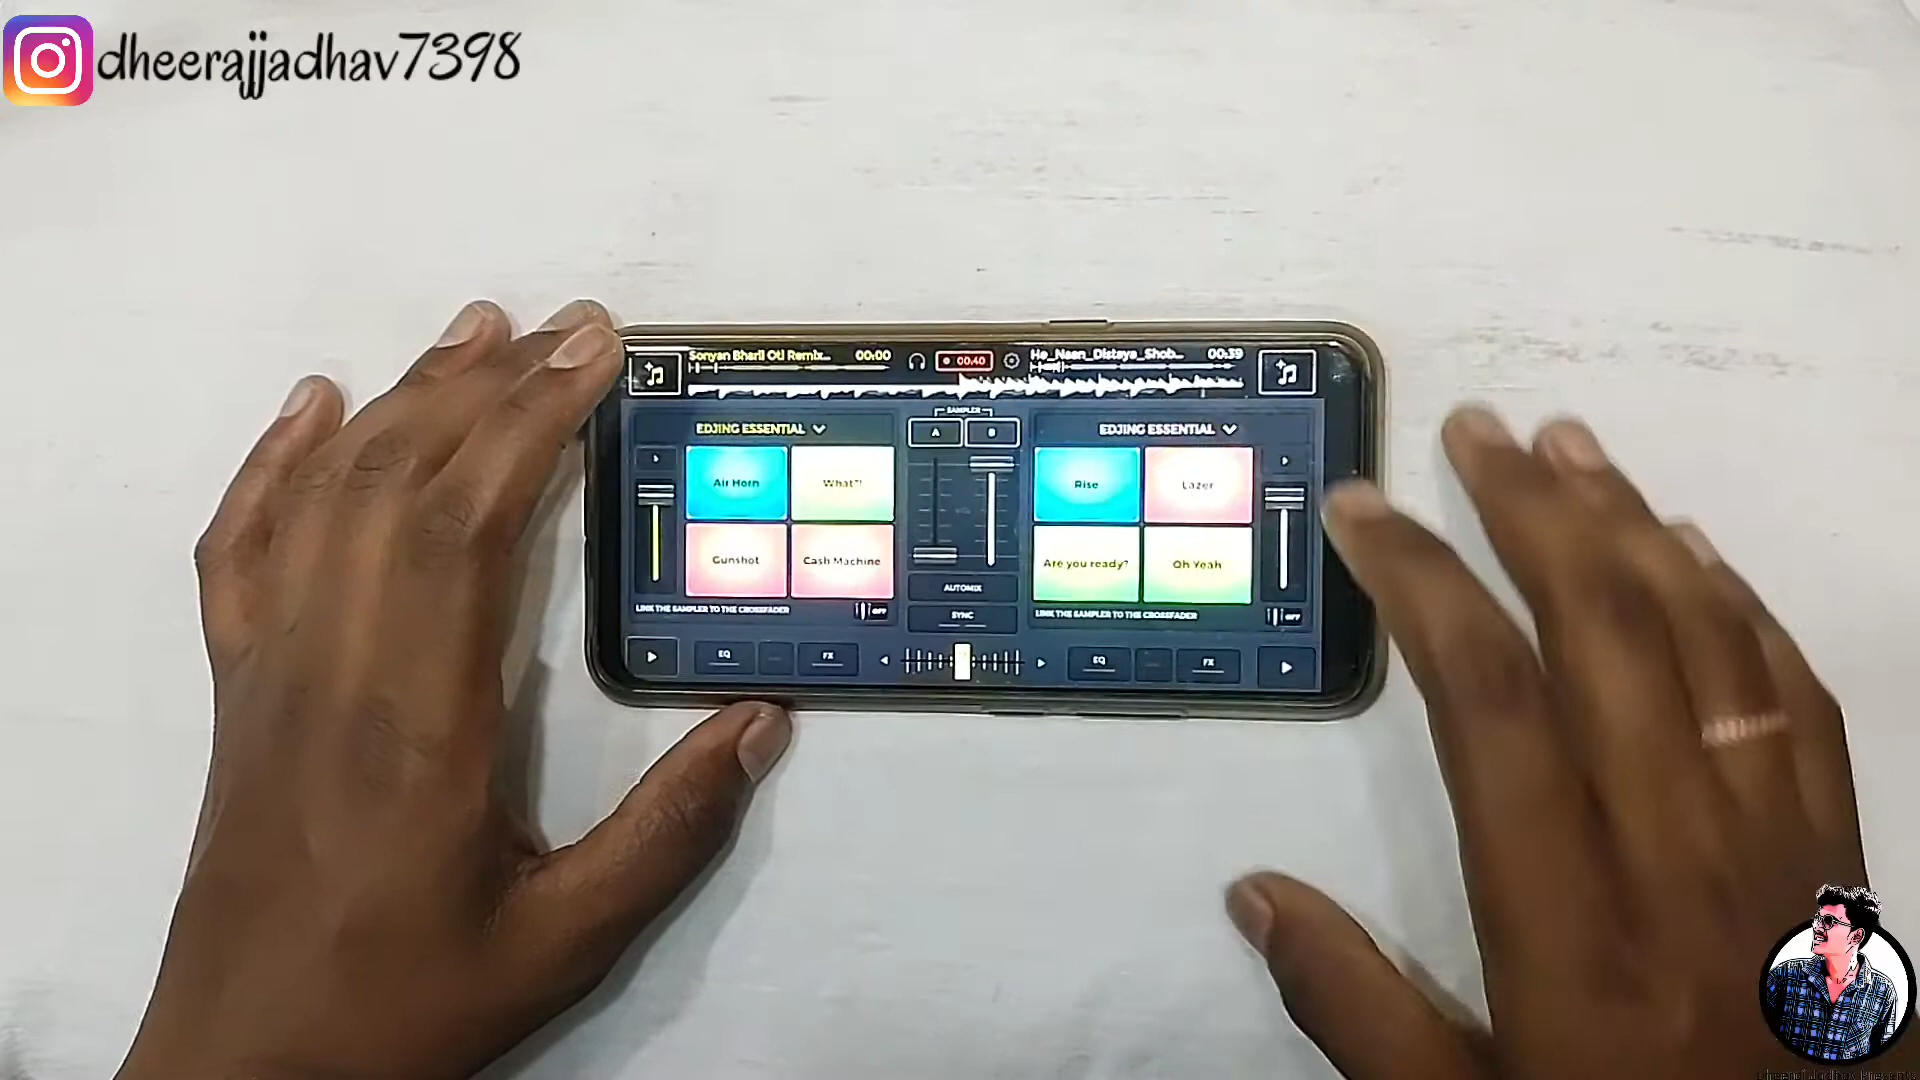 dheerajjadhav7398
Sonyan Bharli Oti Remix... 00:00
00:40
He_Naan_Distaya_Shob... 00:39
SAMPLER
A B
EDJING ESSENTIAL
EDJING ESSENTIAL
Air Horn What?!
Gunshot Cash Machine
Rise Lazer
Are you ready? Oh Yeah
LINK THE SAMPLER TO THE CROSSFADER OFF
AUTOMIX
SYNC
LINK THE SAMPLER TO THE CROSSFADER OFF
EQ FX
EQ FX